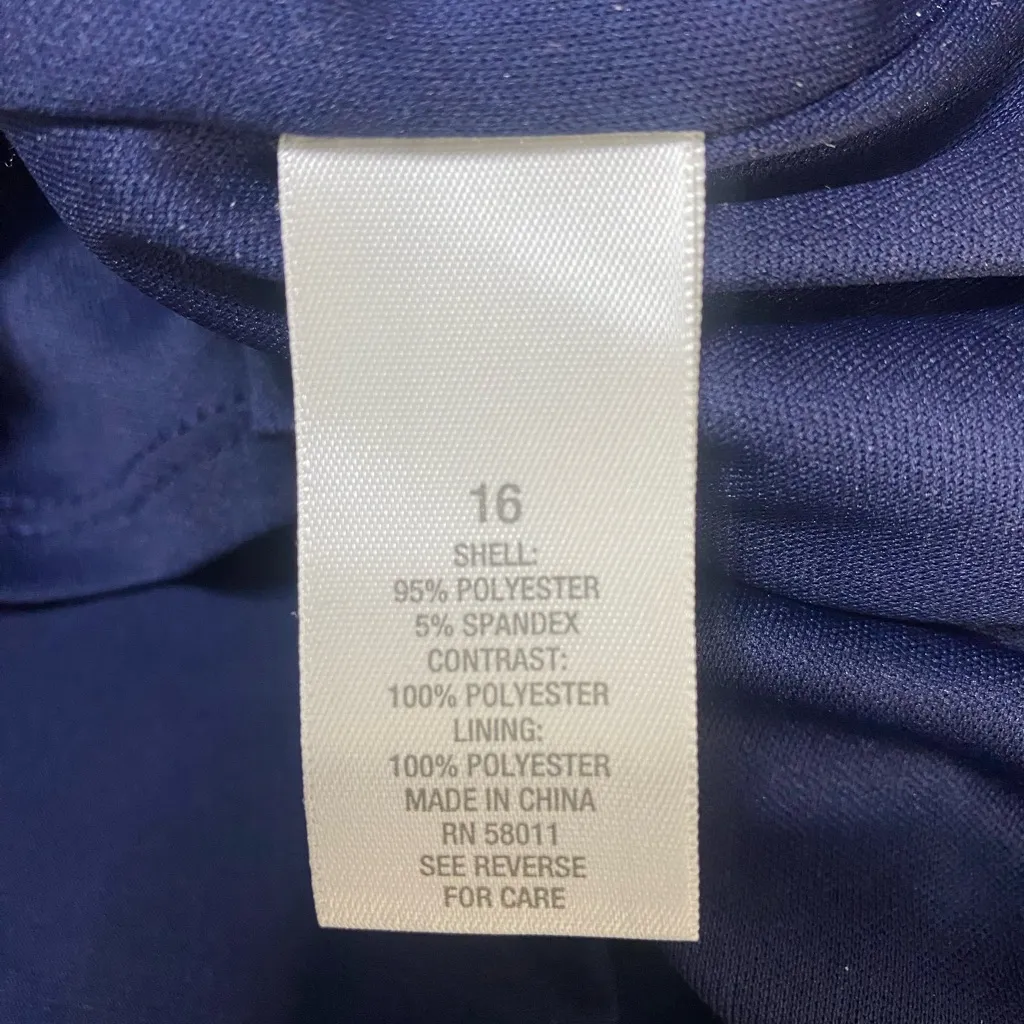 16
SHELL:
95% POLYESTER
5% SPANDEX
CONTRAST:
100% POLYESTER
LINING:
100% POLYESTER
MADE IN CHINA
RN 58011
SEE REVERSE
FOR CARE